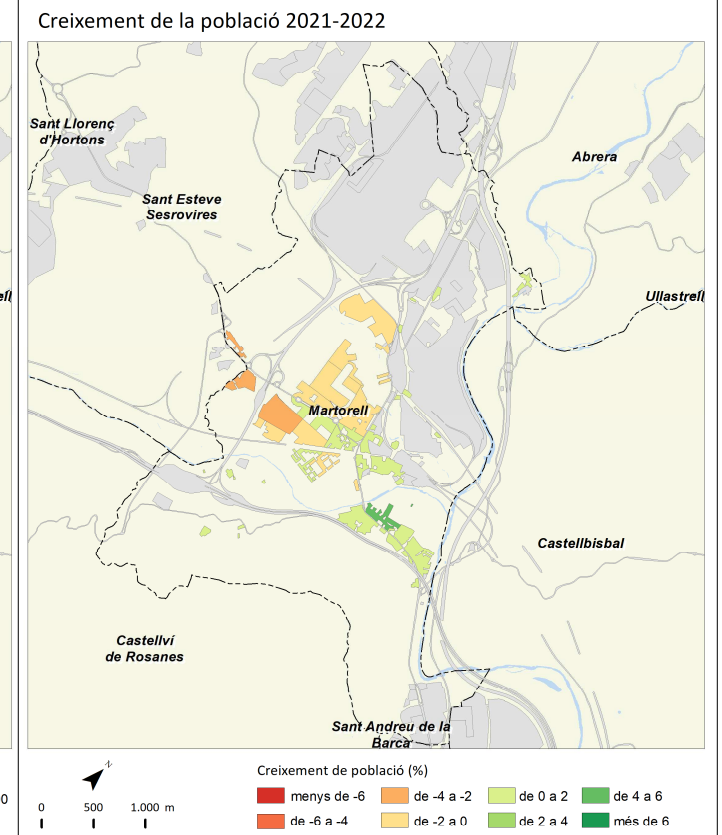 Creixement de la població 2021-2022
Sant Llorenç
d'Hortons
Abrera
Sant Esteve
Sesrovires
Ullastrell
Martorell
Castellbisbal
Castellví
de Rosanes
Sant Andreu de la
Barca
N
0 500 1.000 m
Creixement de població (%)
menys de -6
de -6 a -4
de -4 a -2
de -2 a 0
de 0 a 2
de 2 a 4
de 4 a 6
més de 6